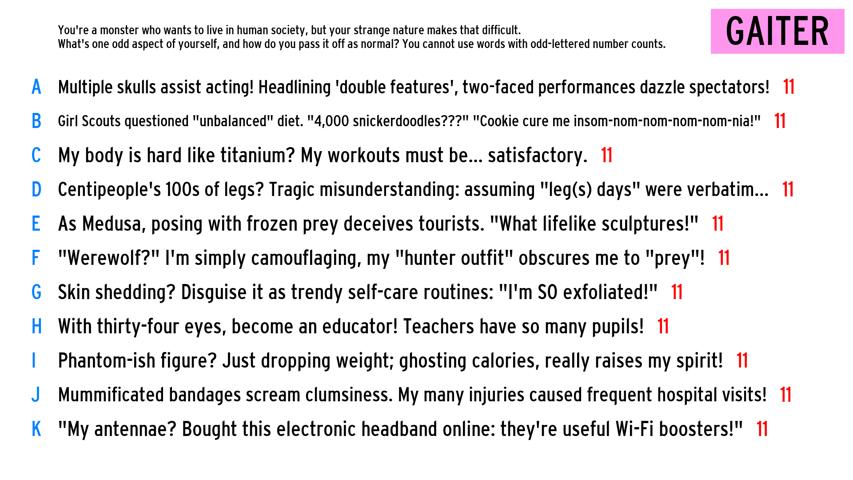 You're a monster who wants to live in human society, but your strange nature makes that difficult.
What's one odd aspect of yourself, and how do you pass it off as normal? You cannot use words with odd-lettered number counts.
GAITER
A Multiple skulls assist acting! Headlining 'double features', two-faced performances dazzle spectators! 11
B Girl Scouts questioned "unbalanced" diet. "4,000 snickerdoodles???" "Cookie cure me insom-nom-nom-nom-nom-nia!" 11
C My body is hard like titanium? My workouts must be... satisfactory. 11
D Centipeople's 100s of legs? Tragic misunderstanding: assuming "leg(s) days" were verbatim... 11
E As Medusa, posing with frozen prey deceives tourists. "What lifelike sculptures!" 11
F "Werewolf?" I'm simply camouflaging, my "hunter outfit" obscures me to "prey"! 11
G Skin shedding? Disguise it as trendy self-care routines: "I'm SO exfoliated!" 11
H With thirty-four eyes, become an educator! Teachers have so many pupils! 11
I Phantom-ish figure? Just dropping weight; ghosting calories, really raises my spirit! 11
J Mummificated bandages scream clumsiness. My many injuries caused frequent hospital visits! 11
K "My antennae? Bought this electronic headband online: they're useful Wi-Fi boosters!" 11